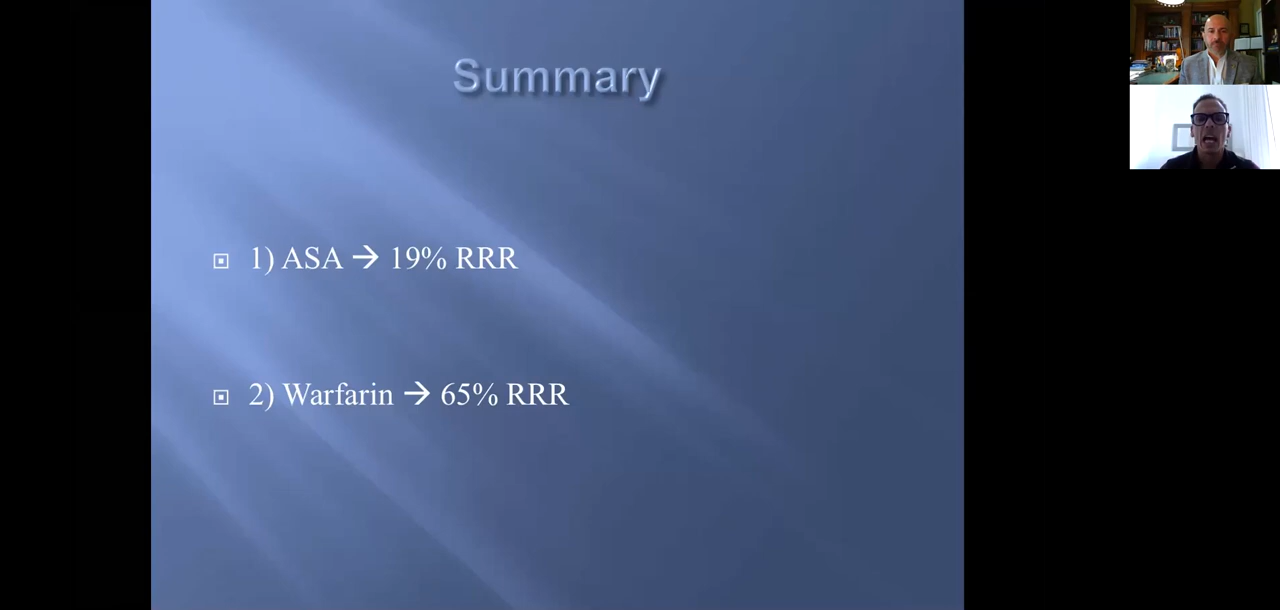 Summary
1) ASA → 19% RRR
2) Warfarin → 65% RRR